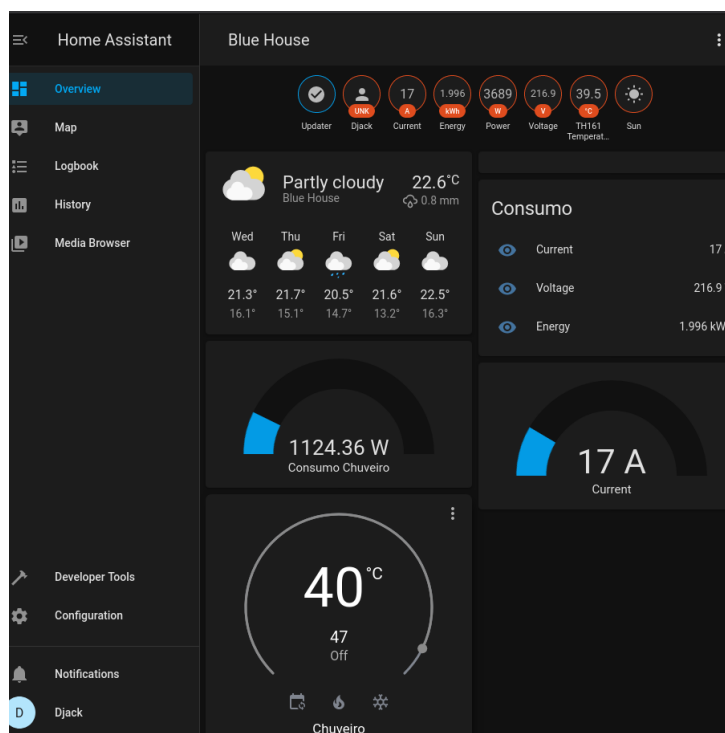 Home Assistant
Blue House
Overview
Map
Logbook
History
Media Browser
Developer Tools
Configuration
Notifications
D
Djack
UNK
17
A
1.996
kWh
3689
W
216.9
V
39.5
°C
Updater
Djack
Current
Energy
Power
Voltage
TH161
Temperat...
Sun
Partly cloudy
22.6°C
Blue House
0.8 mm
Wed Thu Fri Sat Sun
21.3° 21.7° 20.5° 21.6° 22.5°
16.1° 15.1° 14.7° 13.2° 16.3°
1124.36 W
Consumo Chuveiro
40 °C
47
Off
Chuveiro
Consumo
Current 17
Voltage 216.9
Energy 1.996 kW
17 A
Current